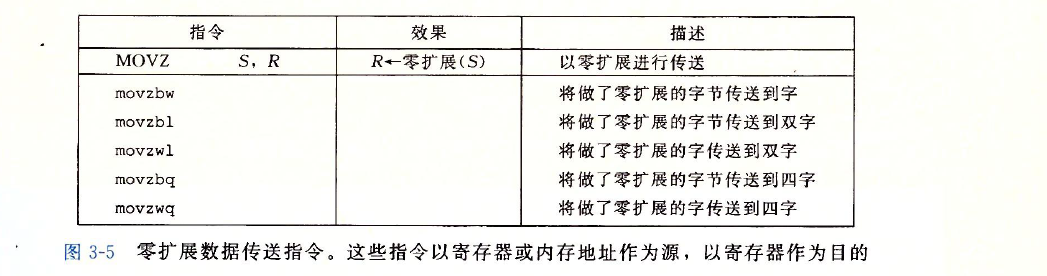 指令 效果 描述
MOVZ S, R R←零扩展(S) 以零扩展进行传送
movzbw 将做了零扩展的字节传送到字
movzbl 将做了零扩展的字节传送到双字
movzwl 将做了零扩展的字传送到双字
movzbq 将做了零扩展的字节传送到四字
movzwq 将做了零扩展的字传送到四字
图 3-5 零扩展数据传送指令。这些指令以寄存器或内存地址作为源，以寄存器作为目的